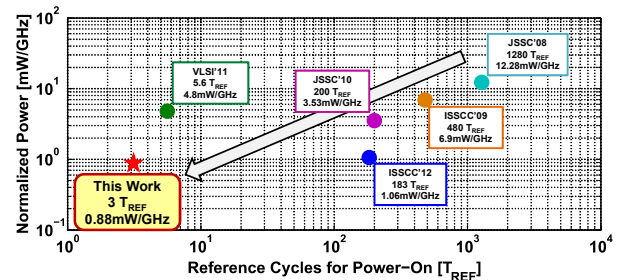 Normalized Power [mW/GHz]
10^2
10^1
10^0
10^−1
VLSI'11
5.6 T_REF
4.8mW/GHz
JSSC'10
200 T_REF
3.53mW/GHz
JSSC'08
1280 T_REF
12.28mW/GHz
ISSCC'09
480 T_REF
6.9mW/GHz
ISSCC'12
183 T_REF
1.06mW/GHz
This Work
3 T_REF
0.88mW/GHz
10^0 10^1 10^2 10^3 10^4
Reference Cycles for Power−On [T_REF]